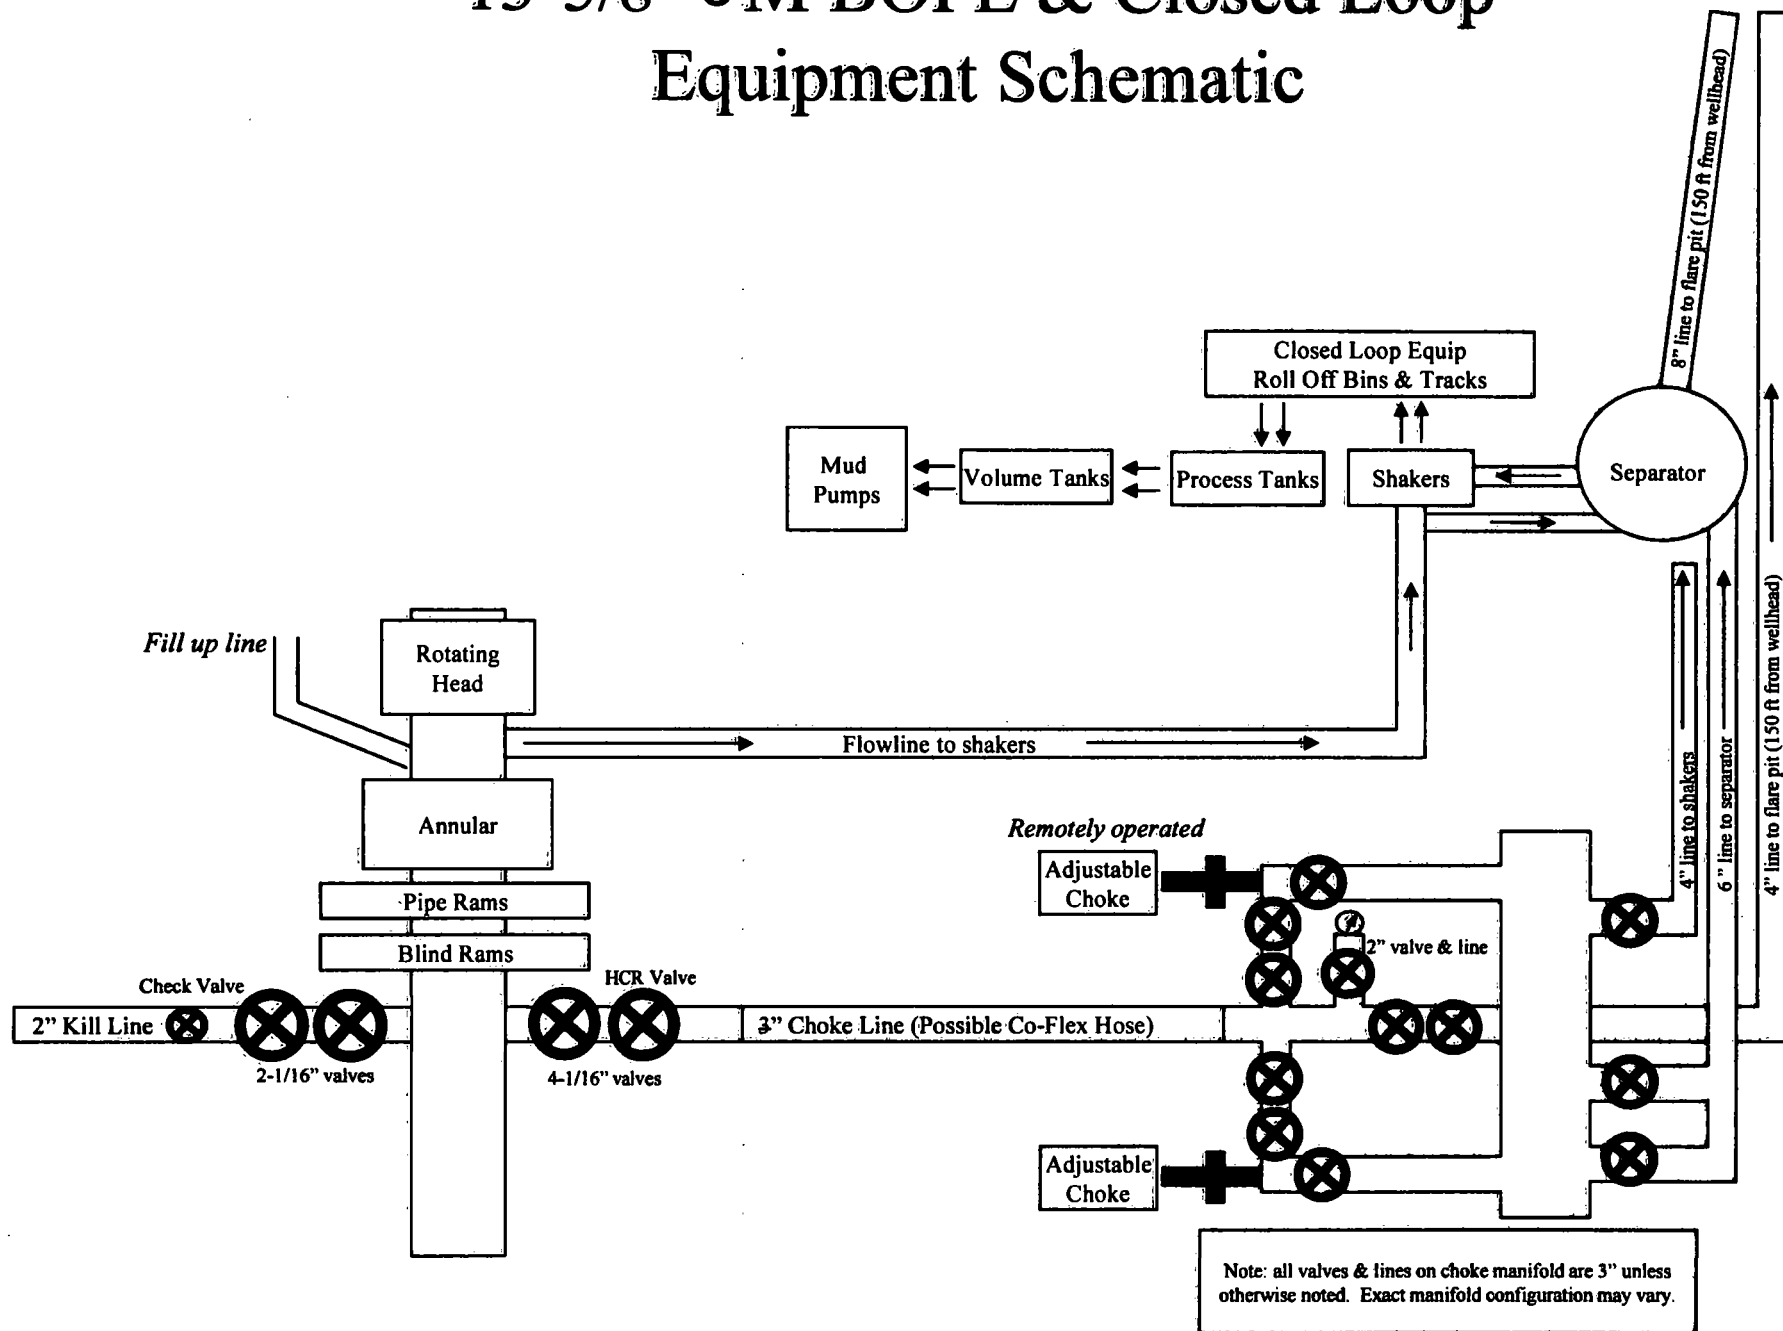 M BOPE & Closed Loop
Equipment Schematic
8” line to flare pit (150 ft from wellhead)
Closed Loop Equip
Roll Off Bins & Tracks
Mud
Pumps
Volume Tanks
Process Tanks
Shakers
Separator
Fill up line
Rotating
Head
Flowline to shakers
Annular
Pipe Rams
Blind Rams
Check Valve
HCR Valve
2” Kill Line
3” Choke Line (Possible Co-Flex Hose)
2-1/16” valves
4-1/16” valves
Remotely operated
Adjustable
Choke
2” valve & line
Adjustable
Choke
4” line to shakers
6” line to separator
4” line to flare pit (150 ft from wellhead)
Note: all valves & lines on choke manifold are 3” unless
otherwise noted. Exact manifold configuration may vary.